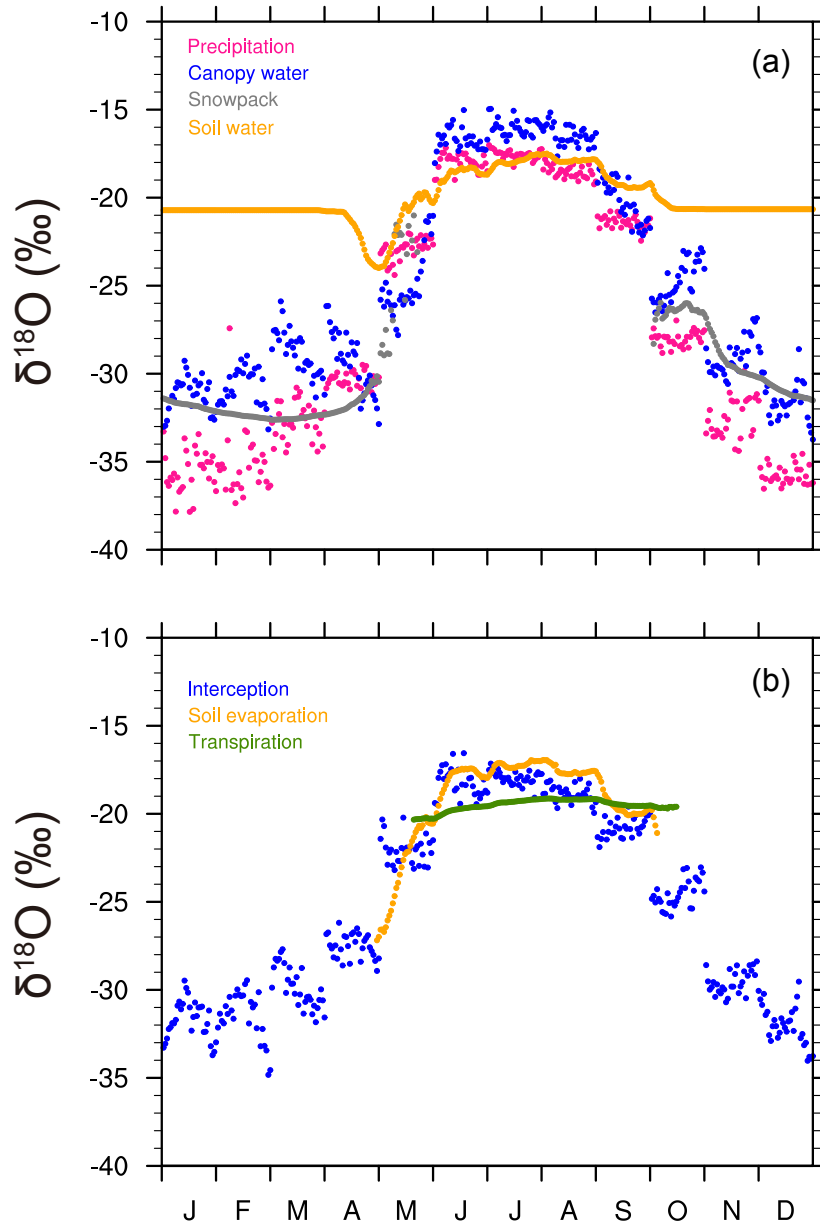 -10
(a)
Precipitation
Canopy water
Snowpack
Soil water
-15
-20
-25
-30
-35
-40
δ¹⁸O (‰)
-10
(b)
Interception
Soil evaporation
Transpiration
-15
-20
-25
-30
-35
-40
δ¹⁸O (‰)
J F M A M J J A S O N D